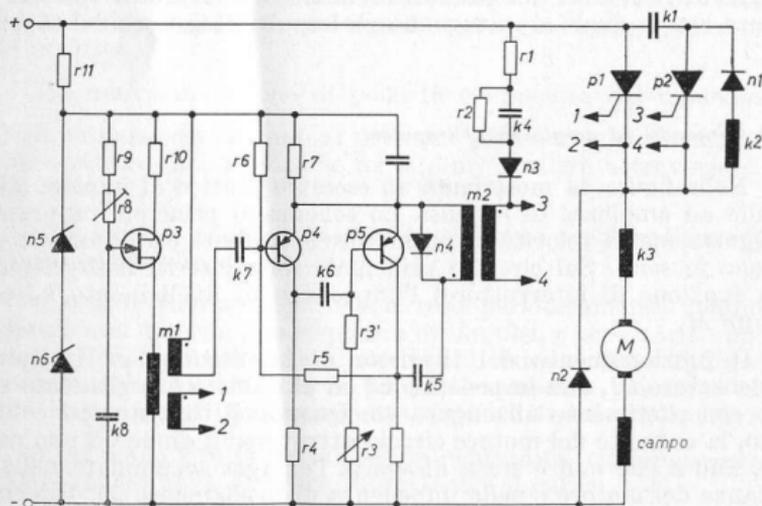 +
k1
r11
r1
p1
p2
n1
1
3
r2
k4
2
4
k2
r9
r10
r6
r7
n3
r8
m2
3
n5
p3
p4
p5
n4
k7
4
k3
k6
m1
r3'
M
n6
r5
k5
n2
1
2
k8
r4
r3
campo
-